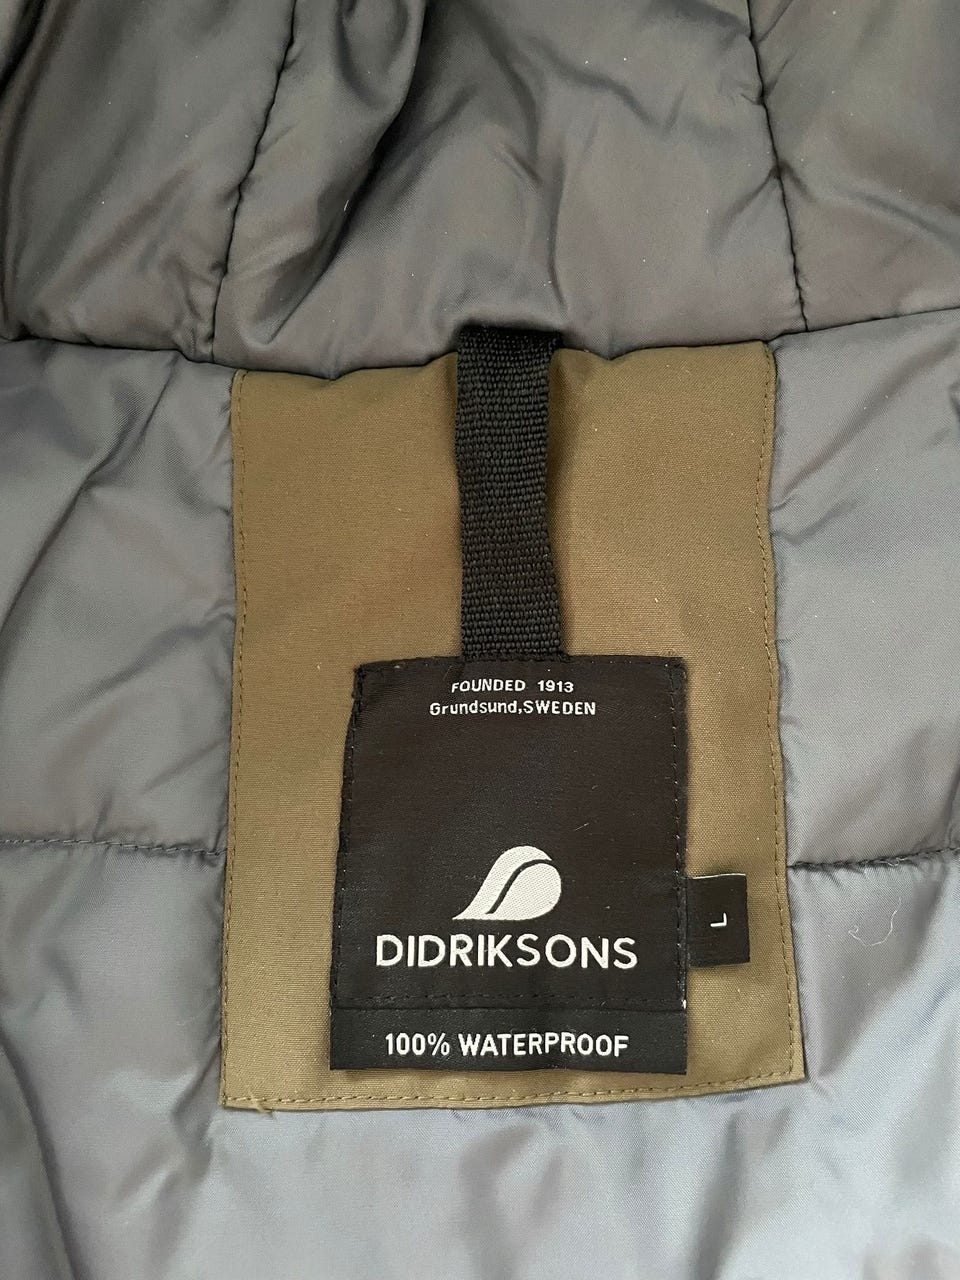 FOUNDED 1913
Grundsund,SWEDEN
DIDRIKSONS
L
100% WATERPROOF